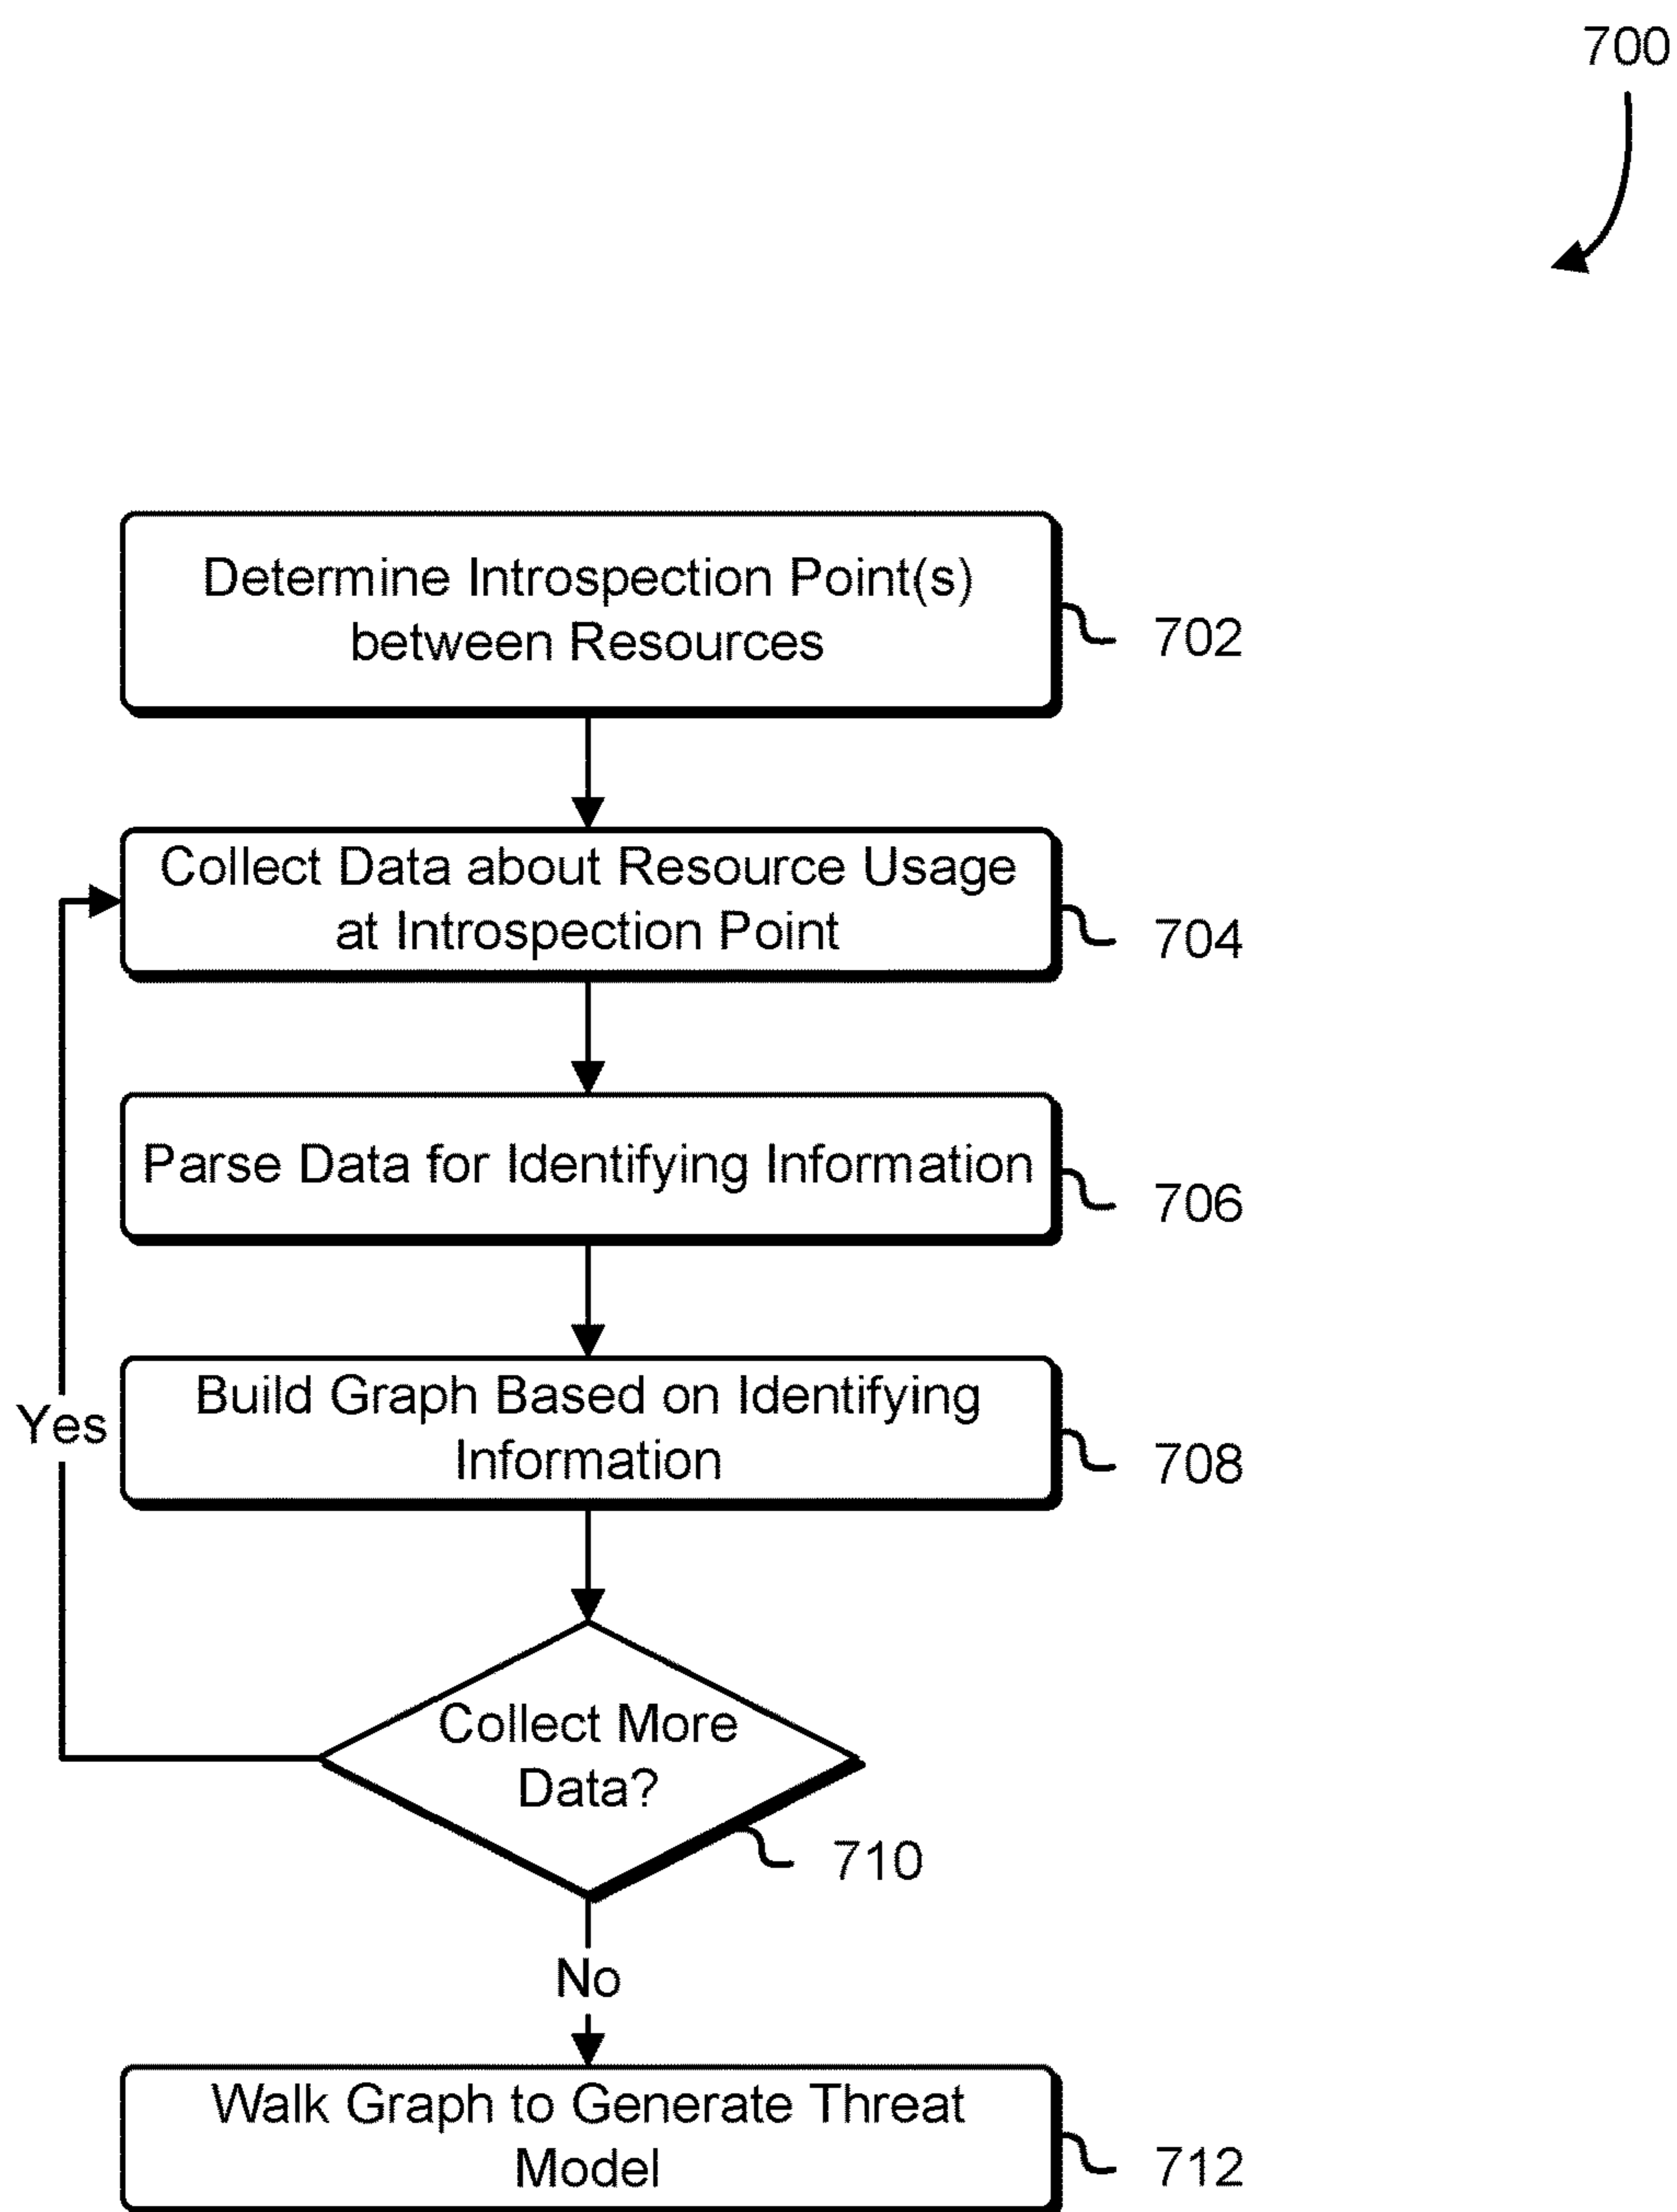 700
Determine Introspection Point(s)
between Resources
702
Collect Data about Resource Usage
at Introspection Point
704
Parse Data for Identifying Information
706
Build Graph Based on Identifying
Information
708
Yes
Collect More
Data?
710
No
Walk Graph to Generate Threat
Model
712